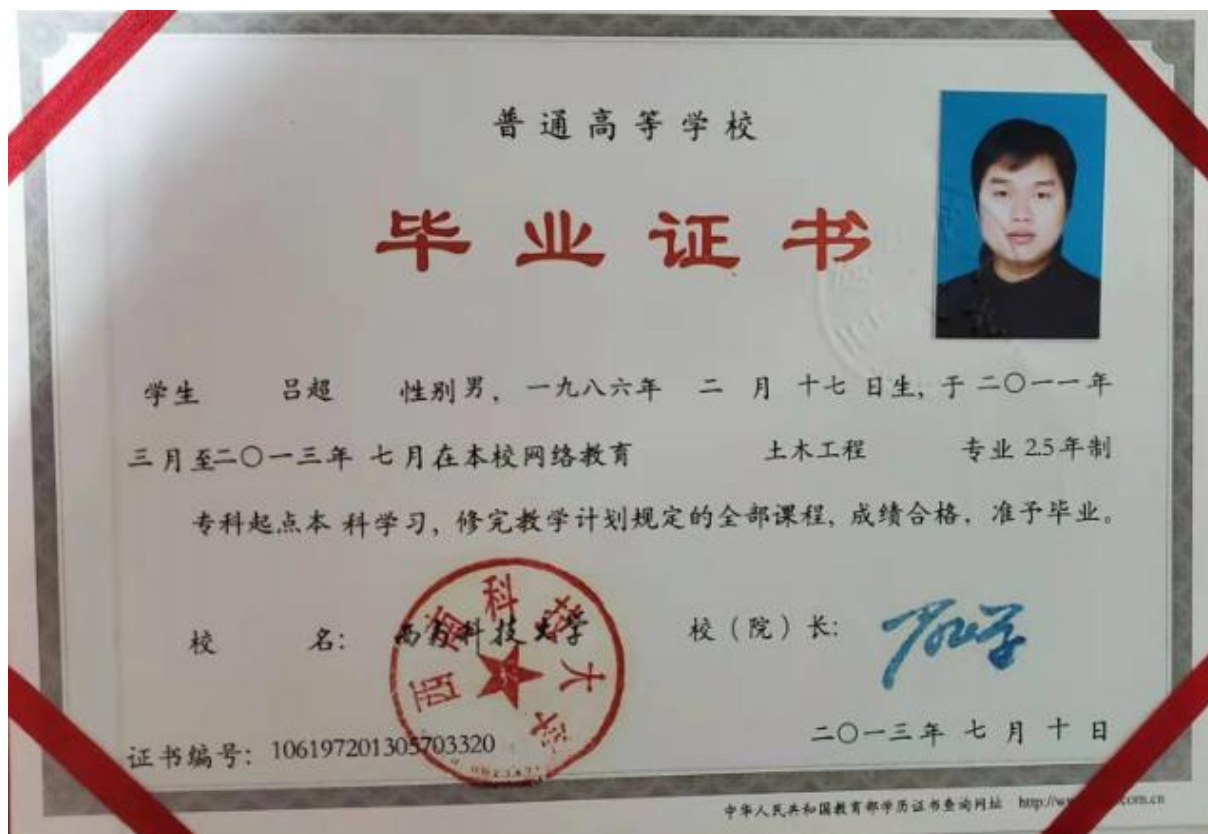 普通高等学校
毕业证书
学生 吕超 性别男，一九八六年 二 月 十七 日生，于 二〇一一年
三月至二〇一三年 七月在本校网络教育 土木工程 专业 2.5年制
专科起点本 科学习，修完教学计划规定的全部课程，成绩合格，准予毕业。
校 名： 西南科技大学 校（院）长：
西南科技大学
证书编号：106197201305703320 二〇一三年 七 月 十 日
中华人民共和国教育部学历证书查询网址 http://w com.cn